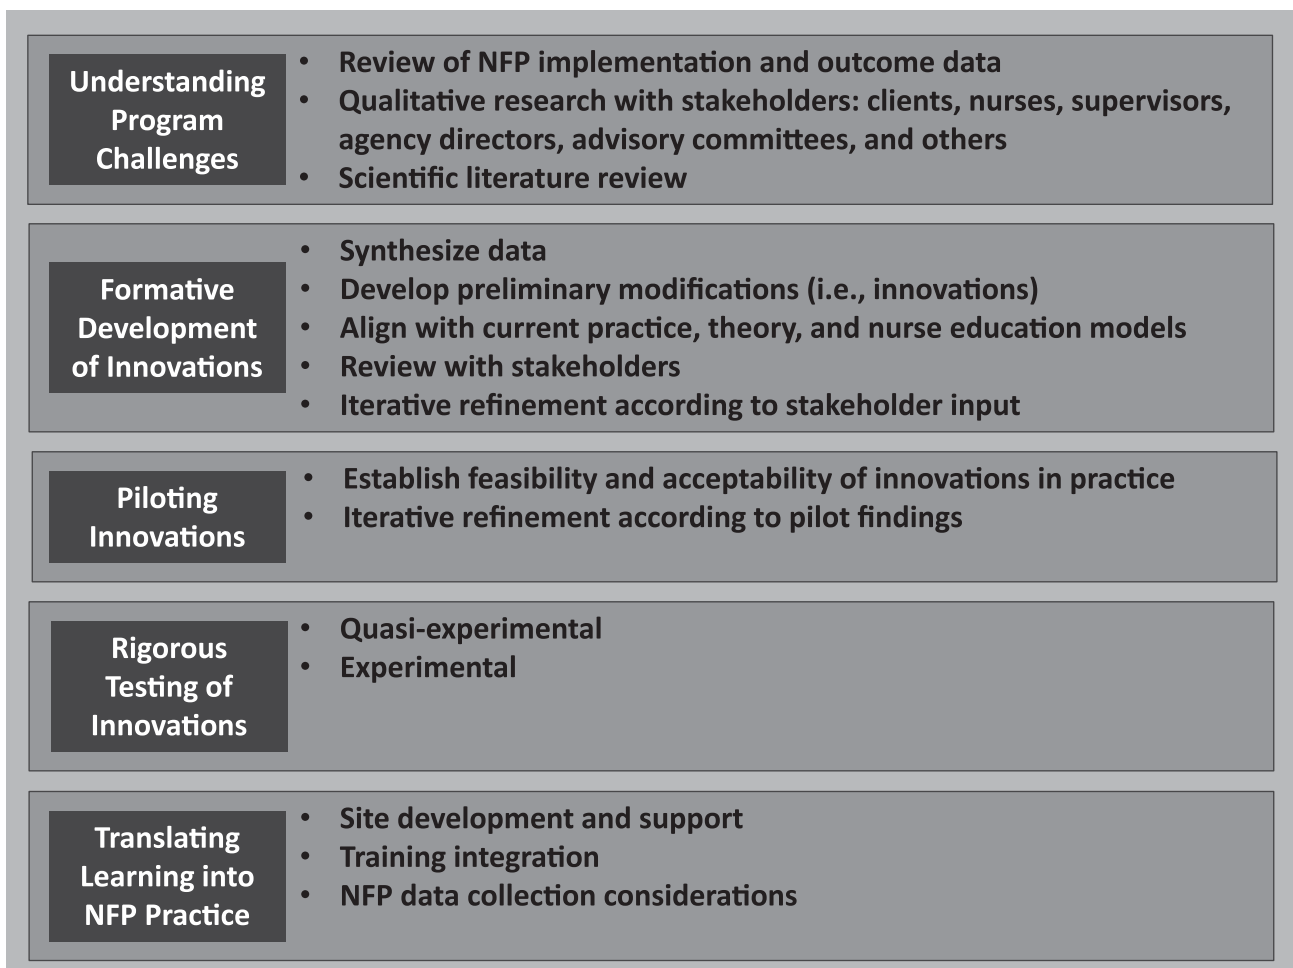 Understanding
Program
Challenges
• Review of NFP implementation and outcome data
• Qualitative research with stakeholders: clients, nurses, supervisors,
agency directors, advisory committees, and others
• Scientific literature review
Formative
Development
of Innovations
• Synthesize data
• Develop preliminary modifications (i.e., innovations)
• Align with current practice, theory, and nurse education models
• Review with stakeholders
• Iterative refinement according to stakeholder input
Piloting
Innovations
• Establish feasibility and acceptability of innovations in practice
• Iterative refinement according to pilot findings
Rigorous
Testing of
Innovations
• Quasi-experimental
• Experimental
Translating
Learning into
NFP Practice
• Site development and support
• Training integration
• NFP data collection considerations